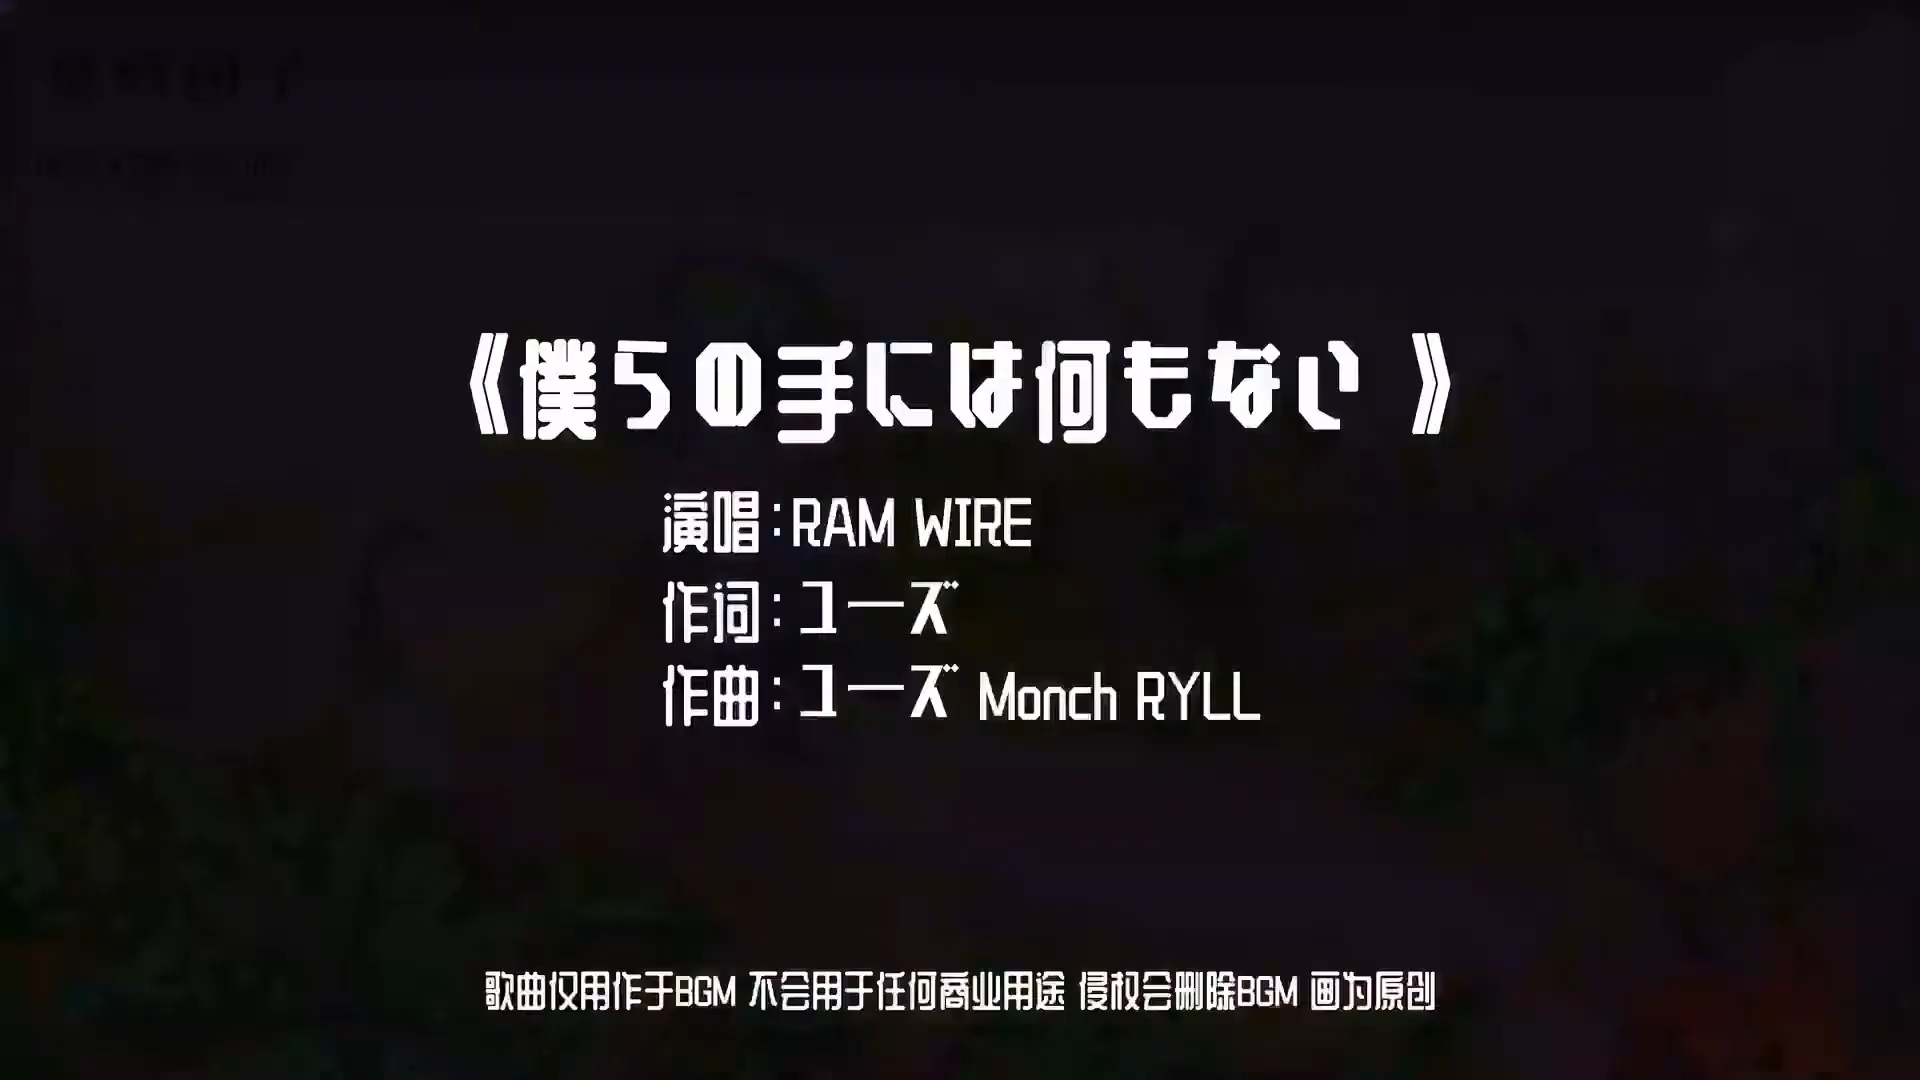 《僕らの手には何もない 》
演唱:RAM WIRE
作词:ユーズ
作曲:ユーズ Monch RYLL
歌曲仅用作于BGM 不会用于任何商业用途 侵权会删除BGM 画为原创